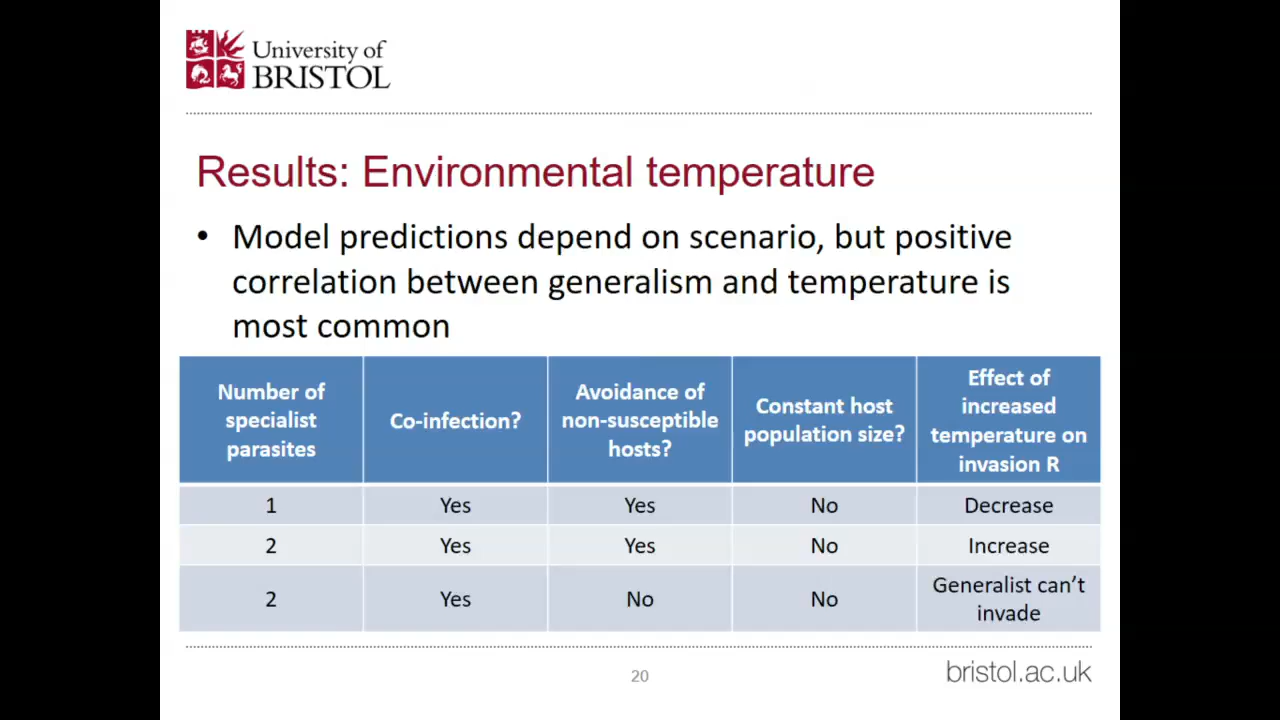 University of
BRISTOL
Results: Environmental temperature
• Model predictions depend on scenario, but positive
correlation between generalism and temperature is
most common
Number of
specialist
parasites
Co-infection?
Avoidance of
non-susceptible
hosts?
Constant host
population size?
Effect of
increased
temperature on
invasion R
1 Yes Yes No Decrease
2 Yes Yes No Increase
2 Yes No No Generalist can't
invade
20
bristol.ac.uk